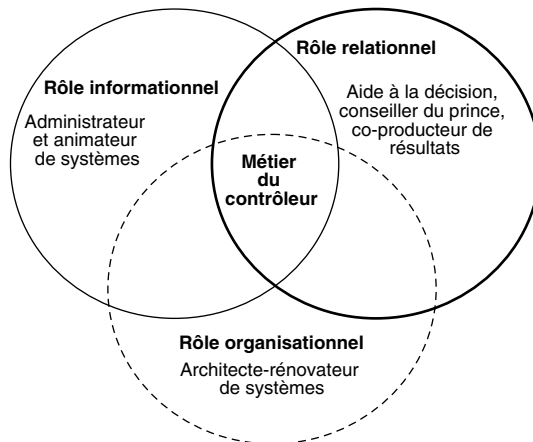 Rôle informationnel
Administrateur
et animateur
de systèmes
Rôle relationnel
Aide à la décision,
conseiller du prince,
co-producteur de
résultats
Métier
du
contrôleur
Rôle organisationnel
Architecte-rénovateur
de systèmes